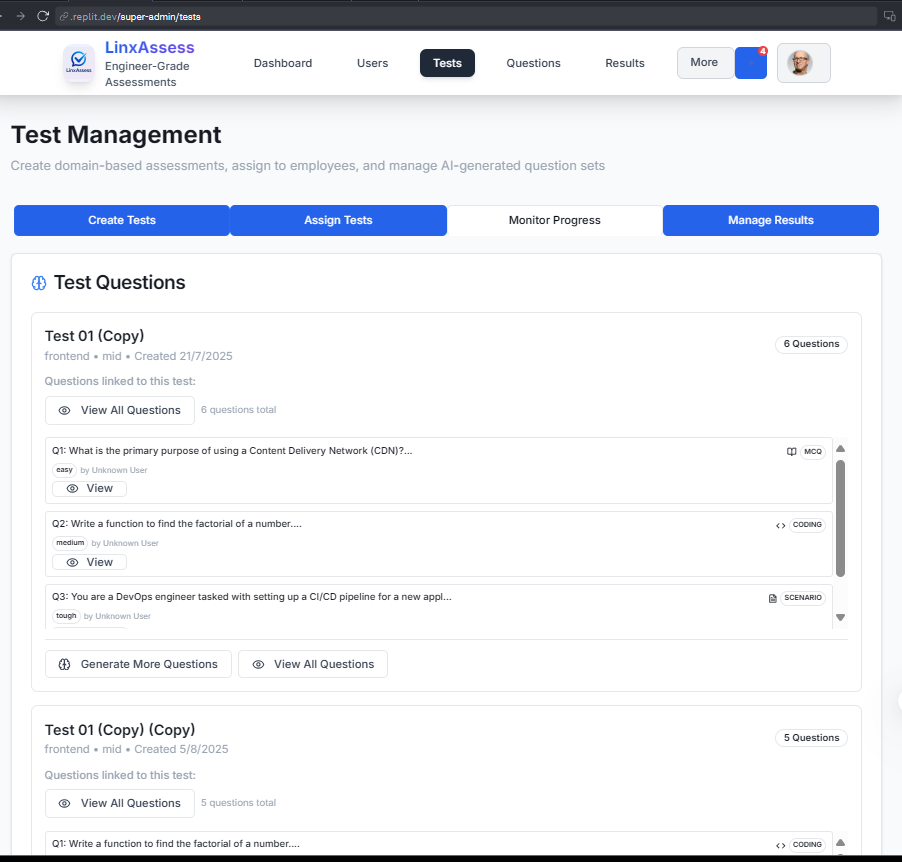 .replit.dev/super-admin/tests
LinxAssess
LinxAssess
Engineer-Grade
Assessments
Dashboard
Users
Tests
Questions
Results
More
4
Test Management
Create domain-based assessments, assign to employees, and manage AI-generated question sets
Create Tests
Assign Tests
Monitor Progress
Manage Results
Test Questions
Test 01 (Copy)
6 Questions
frontend • mid • Created 21/7/2025
Questions linked to this test:
View All Questions
6 questions total
Q1: What is the primary purpose of using a Content Delivery Network (CDN)?...
MCQ
easy by Unknown User
View
Q2: Write a function to find the factorial of a number....
CODING
medium by Unknown User
View
Q3: You are a DevOps engineer tasked with setting up a CI/CD pipeline for a new appl...
SCENARIO
tough by Unknown User
Generate More Questions
View All Questions
Test 01 (Copy) (Copy)
5 Questions
frontend • mid • Created 5/8/2025
Questions linked to this test:
View All Questions
5 questions total
Q1: Write a function to find the factorial of a number....
CODING